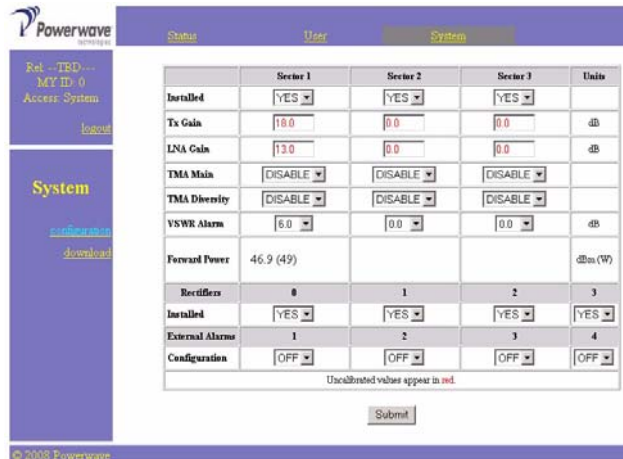 Powerwave
technologies
Status User System
Rel: --TBD---
MY ID: 0
Access: System
logout
System
configuration
download
Sector 1 Sector 2 Sector 3 Units
Installed YES YES YES
Tx Gain 18.0 0.0 0.0 dB
LNA Gain 13.0 0.0 0.0 dB
TMA Main DISABLE DISABLE DISABLE
TMA Diversity DISABLE DISABLE DISABLE
VSWR Alarm 6.0 0.0 0.0 dB
Forward Power 46.9 (49) dBm (W)
Rectifiers 0 1 2 3
Installed YES YES YES YES
External Alarms 1 2 3 4
Configuration OFF OFF OFF OFF
Uncalibrated values appear in red.
Submit
© 2008 Powerwave